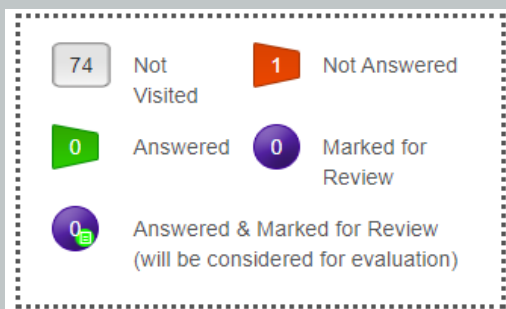 74 Not Visited
1 Not Answered
0 Answered
0 Marked for Review
0 Answered & Marked for Review
(will be considered for evaluation)